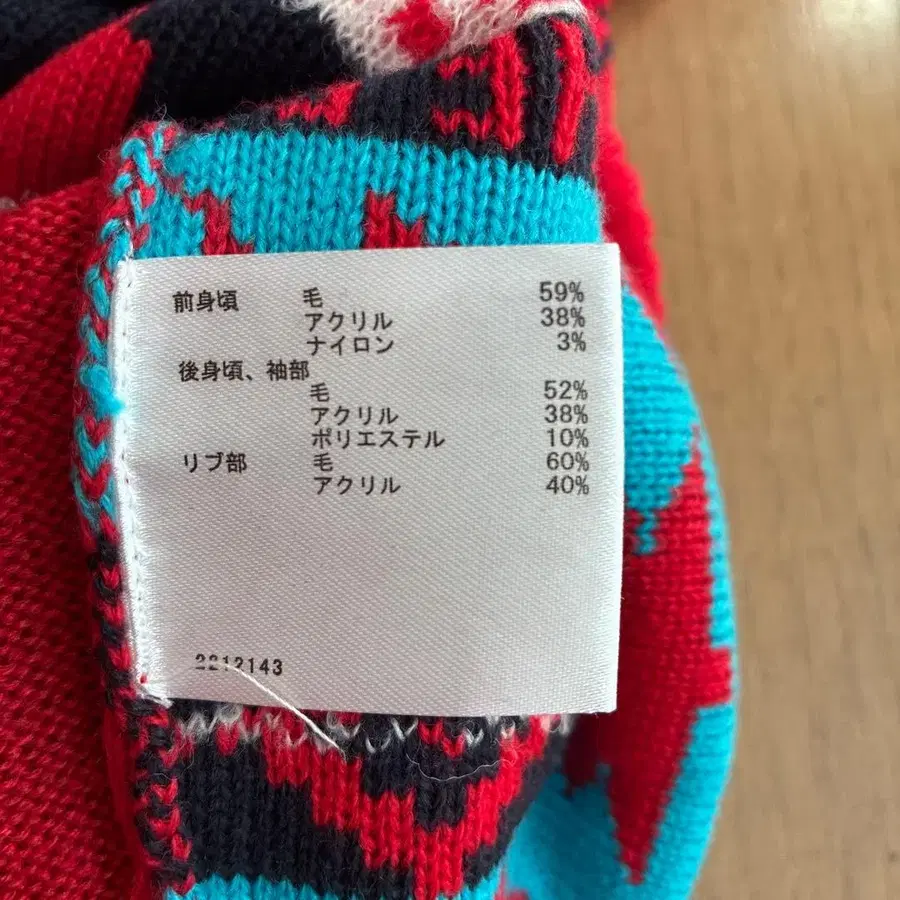 前身頃 毛 59%
アクリル 38%
ナイロン 3%
後身頃、袖部
毛 52%
アクリル 38%
ポリエステル 10%
リブ部 毛 60%
アクリル 40%
2212143